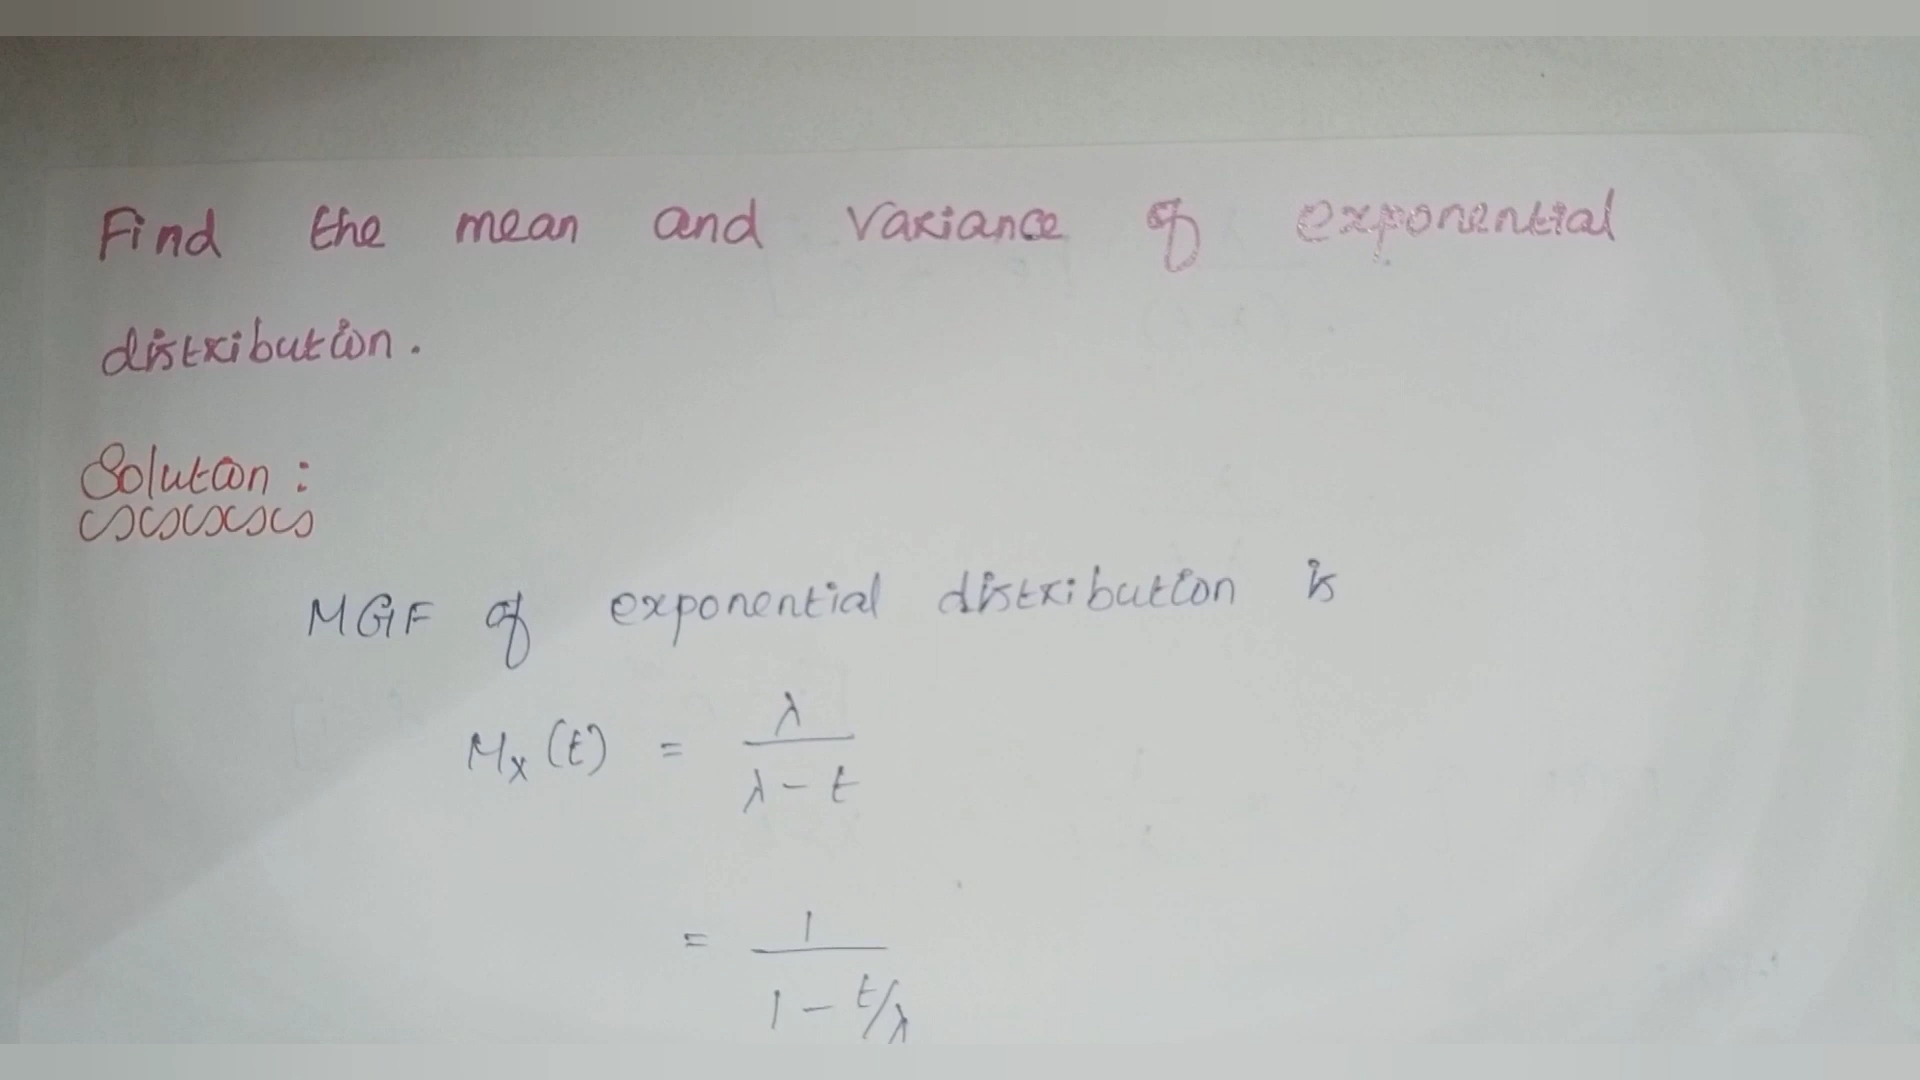 Find the mean and variance of exponential
distribution.
Solution:
MGF of exponential distribution is
Mx(t) = λ / λ - t
= 1 / 1 - t/λ